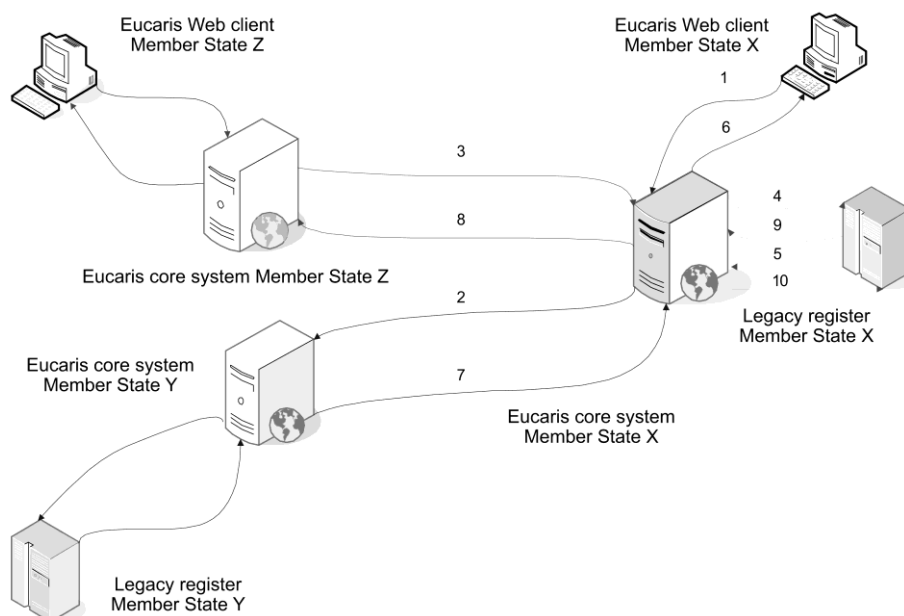 Eucaris Web client
Member State Z
Eucaris Web client
Member State X
1
6
3
8
4
9
5
10
Eucaris core system Member State Z
2
Legacy register
Member State X
Eucaris core system
Member State Y
7
Eucaris core system
Member State X
Legacy register
Member State Y